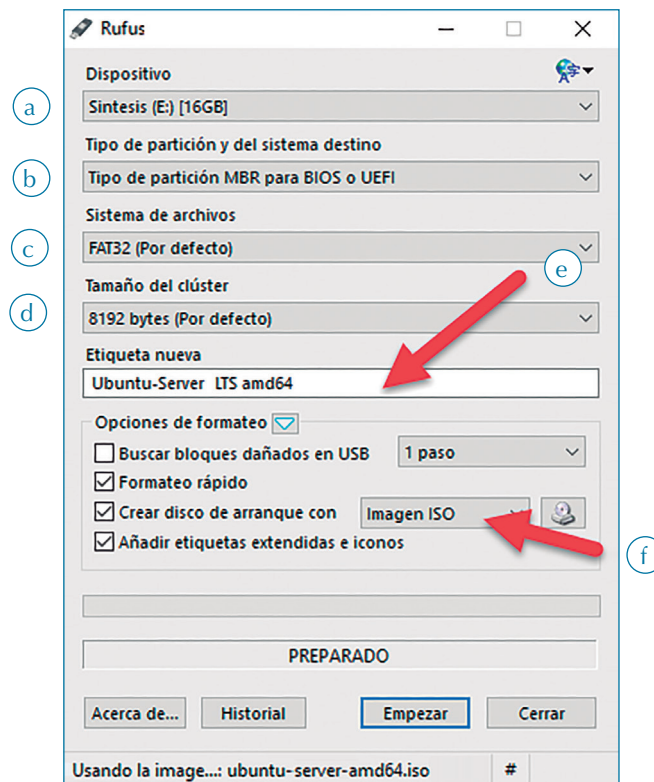 Rufus
Dispositivo
a
Sintesis (E:) [16GB]
Tipo de partición y del sistema destino
b
Tipo de partición MBR para BIOS o UEFI
Sistema de archivos
c
FAT32 (Por defecto)
e
Tamaño del clúster
d
8192 bytes (Por defecto)
Etiqueta nueva
Ubuntu-Server LTS amd64
Opciones de formateo
Buscar bloques dañados en USB 1 paso
Formateo rápido
Crear disco de arranque con Imagen ISO
Añadir etiquetas extendidas e iconos
f
PREPARADO
Acerca de... Historial Empezar Cerrar
Usando la image...: ubuntu-server-amd64.iso #